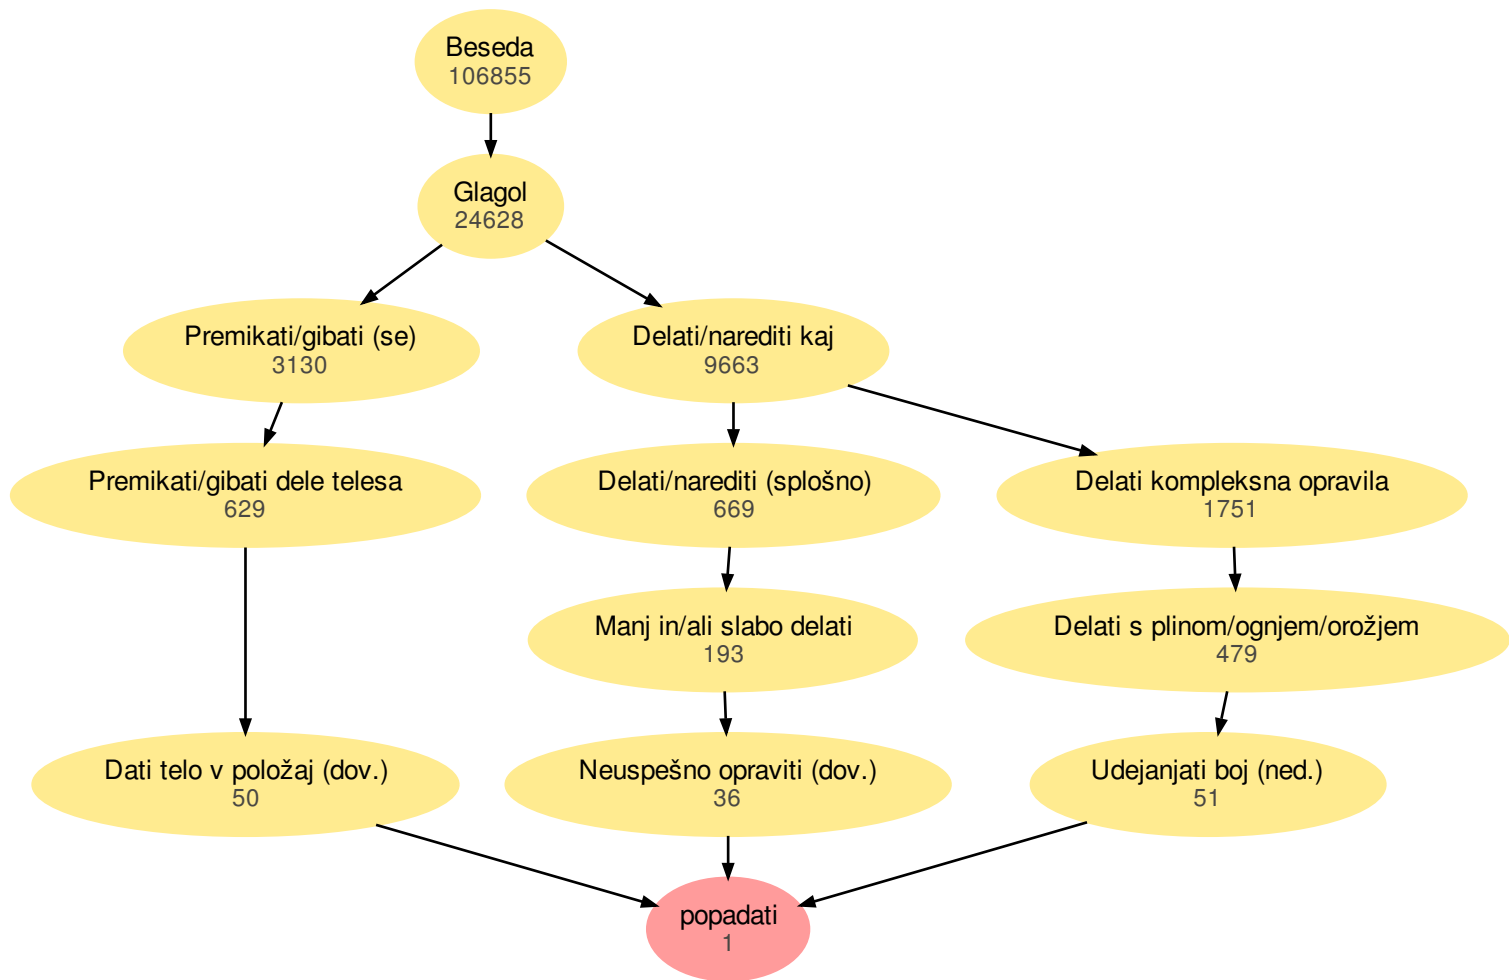 Beseda
106855
Glagol
24628
Premikati/gibati (se)
3130
Delati/narediti kaj
9663
Premikati/gibati dele telesa
629
Delati/narediti (splošno)
669
Delati kompleksna opravila
1751
Manj in/ali slabo delati
193
Delati s plinom/ognjem/orožjem
479
Dati telo v položaj (dov.)
50
Neuspešno opraviti (dov.)
36
Udejanjati boj (ned.)
51
popadati
1